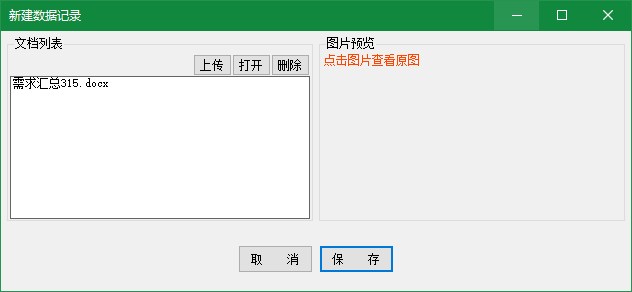 新建数据记录
文档列表
上传 打开 删除
需求汇总315.docx
图片预览
点击图片查看原图
取 消
保 存